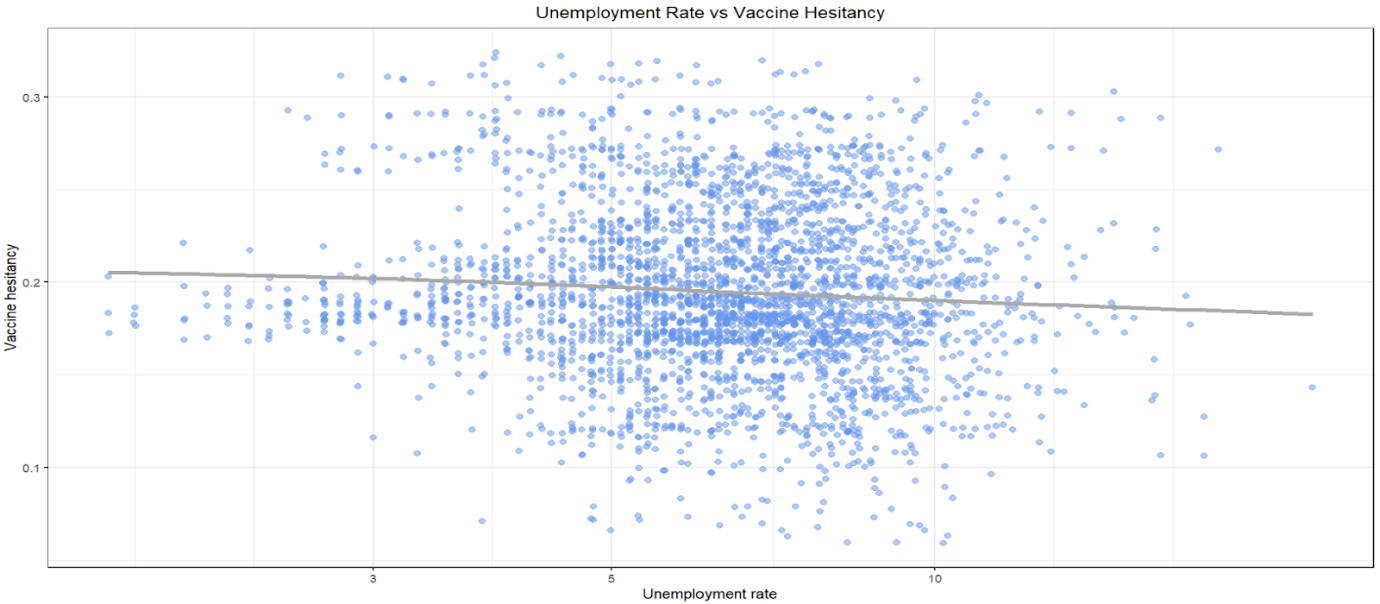 Unemployment Rate vs Vaccine Hesitancy
Vaccine hesitancy
0.3
0.2
0.1
3 5 10
Unemployment rate